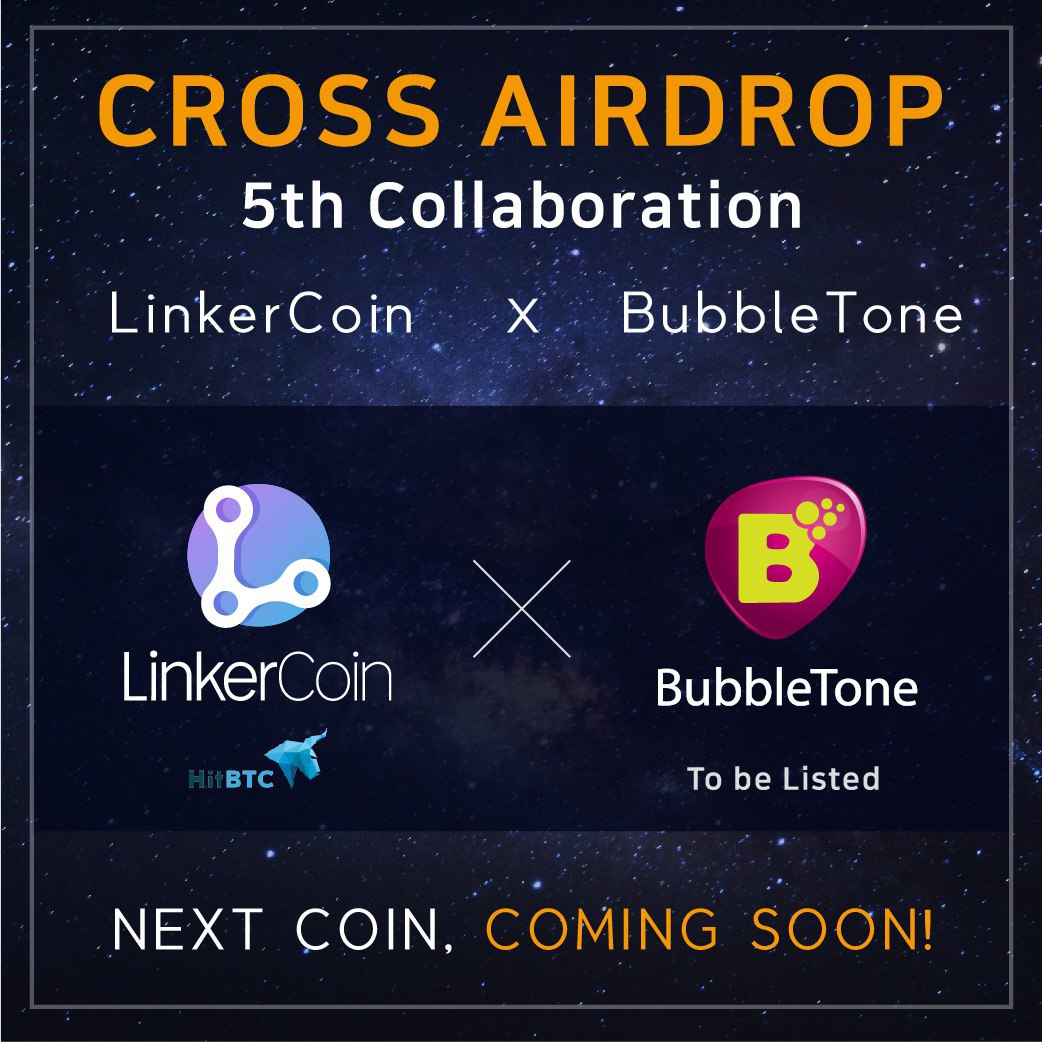 CROSS AIRDROP
5th Collaboration
LinkerCoin x BubbleTone
B
LinkerCoin
BubbleTone
HitBTC
To be Listed
NEXT COIN, COMING SOON!